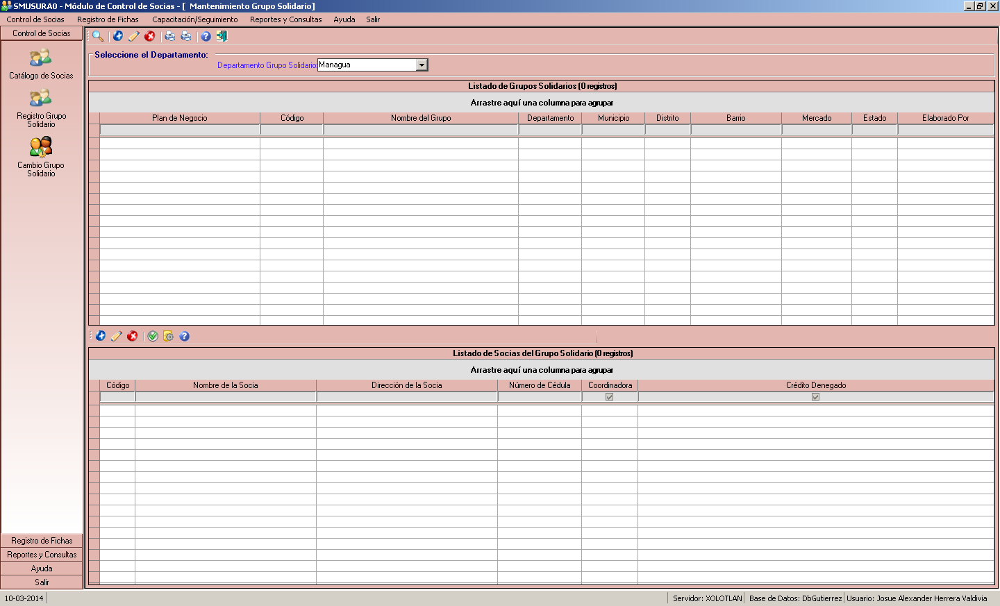 SMUSURA0 - Módulo de Control de Socias - [  Mantenimiento Grupo Solidario]
Control de Socias  Registro de Fichas  Capacitación/Seguimiento  Reportes y Consultas  Ayuda  Salir
Control de Socias
Catálogo de Socias
Registro Grupo
Solidario
Cambio Grupo
Solidario
Registro de Fichas
Reportes y Consultas
Ayuda
Salir
Seleccione el Departamento:
Departamento Grupo Solidario: Managua
Listado de Grupos Solidarios (0 registros)
Arrastre aquí una columna para agrupar
Plan de Negocio  Código  Nombre del Grupo  Departamento  Municipio  Distrito  Barrio  Mercado  Estado  Elaborado Por
Listado de Socias del Grupo Solidario (0 registros)
Arrastre aquí una columna para agrupar
Código  Nombre de la Socia  Dirección de la Socia  Número de Cédula  Coordinadora  Crédito Denegado
10-03-2014  Servidor: XOLOTLAN  Base de Datos: DbGutierrez  Usuario: Josue Alexander Herrera Valdivia